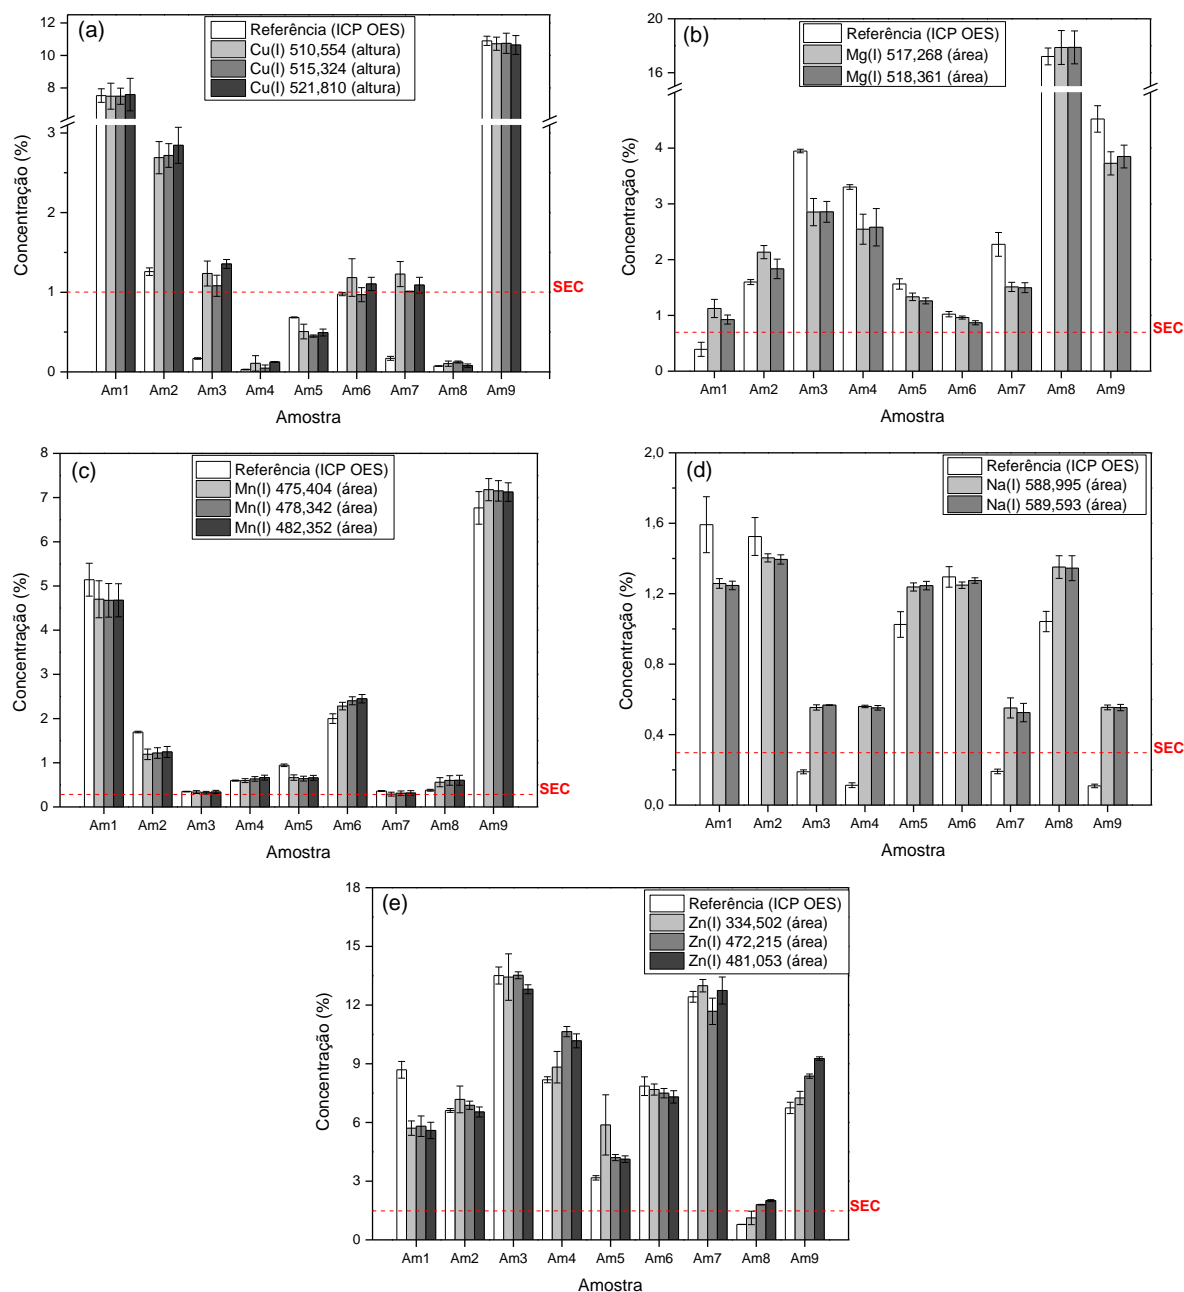 (a)
Referência (ICP OES)
Cu(I) 510,554 (altura)
Cu(I) 515,324 (altura)
Cu(I) 521,810 (altura)
Concentração (%)
12
10
8
6
3
2
1
0
SEC
Am1 Am2 Am3 Am4 Am5 Am6 Am7 Am8 Am9
Amostra
(b)
Referência (ICP OES)
Mg(I) 517,268 (área)
Mg(I) 518,361 (área)
Concentração (%)
20
18
4
3
2
1
0
SEC
Am1 Am2 Am3 Am4 Am5 Am6 Am7 Am8 Am9
Amostra
(c)
Referência (ICP OES)
Mn(I) 475,404 (área)
Mn(I) 478,342 (área)
Mn(I) 482,352 (área)
Concentração (%)
8
7
6
5
4
3
2
1
0
SEC
Am1 Am2 Am3 Am4 Am5 Am6 Am7 Am8 Am9
Amostra
(d)
Referência (ICP OES)
Na(I) 588,995 (área)
Na(I) 589,593 (área)
Concentração (%)
2,0
1,6
1,2
0,8
0,4
0,0
SEC
Am1 Am2 Am3 Am4 Am5 Am6 Am7 Am8 Am9
Amostra
(e)
Referência (ICP OES)
Zn(I) 334,502 (área)
Zn(I) 472,215 (área)
Zn(I) 481,053 (área)
Concentração (%)
18
15
12
9
6
3
0
SEC
Am1 Am2 Am3 Am4 Am5 Am6 Am7 Am8 Am9
Amostra